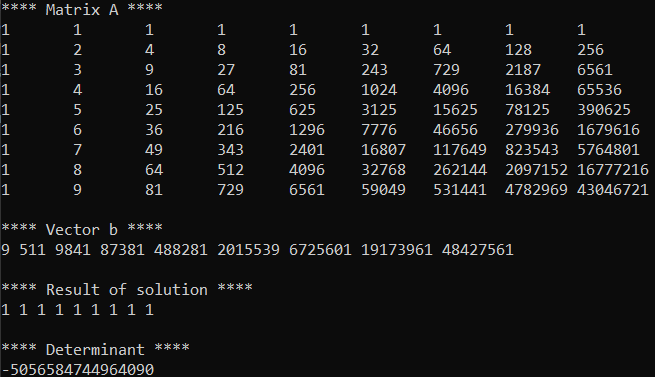 **** Matrix A ****
1 1 1 1 1 1 1 1 1
1 2 4 8 16 32 64 128 256
1 3 9 27 81 243 729 2187 6561
1 4 16 64 256 1024 4096 16384 65536
1 5 25 125 625 3125 15625 78125 390625
1 6 36 216 1296 7776 46656 279936 1679616
1 7 49 343 2401 16807 117649 823543 5764801
1 8 64 512 4096 32768 262144 2097152 16777216
1 9 81 729 6561 59049 531441 4782969 43046721
**** Vector b ****
9 511 9841 87381 488281 2015539 6725601 19173961 48427561
**** Result of solution ****
1 1 1 1 1 1 1 1 1
**** Determinant ****
-5056584744964090